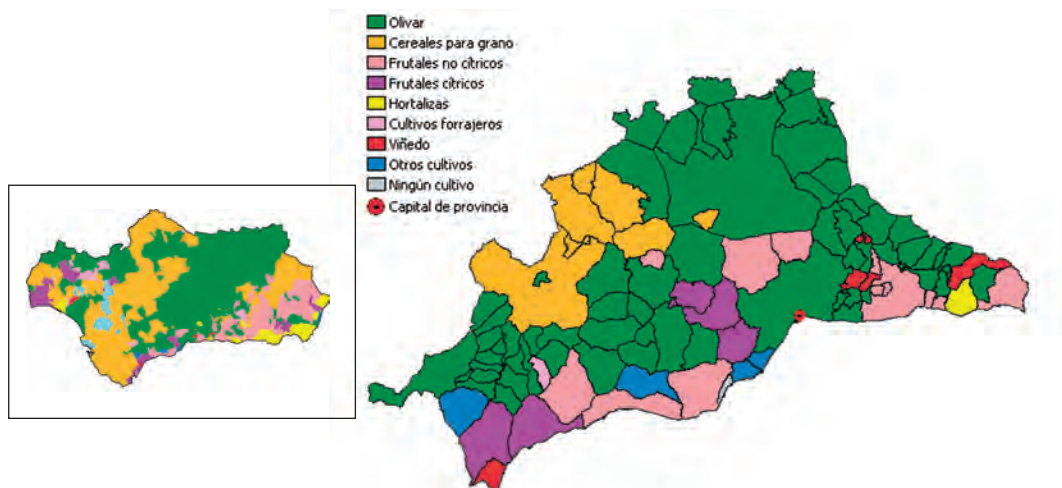 Olivar
Cereales para grano
Frutales no cítricos
Frutales cítricos
Hortalizas
Cultivos forrajeros
Viñedo
Otros cultivos
Ningún cultivo
Capital de provincia